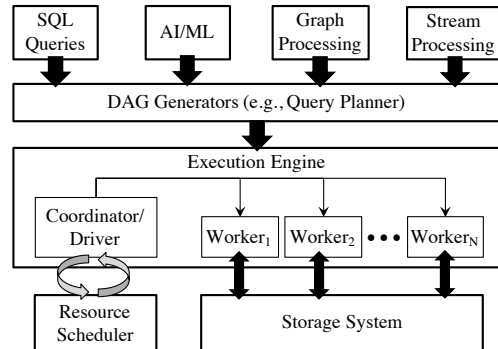 SQL
Queries
AI/ML
Graph
Processing
Stream
Processing
DAG Generators (e.g., Query Planner)
Execution Engine
Coordinator/
Driver
Worker1
Worker2
•••
WorkerN
Resource
Scheduler
Storage System